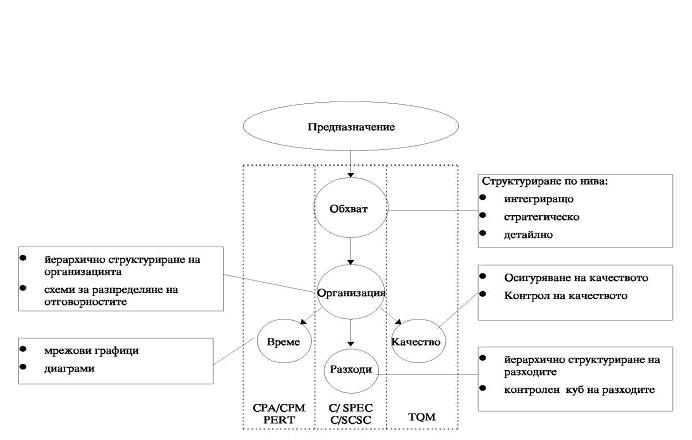 Предназначение
Обхват
Структуриране по нива:
интегриращо
стратегическо
детайлно
йерархично структуриране на
организацията
схеми за разпределяне на
отговорностите
Организация
Осигуряване на качеството
Контрол на качеството
Време
Качество
мрежови графици
диаграми
Разходи
йерархично структуриране на
разходите
контролен куб на разходите
CPA/CPM
PERT
C/ SPEC
C/SCSC
TQM